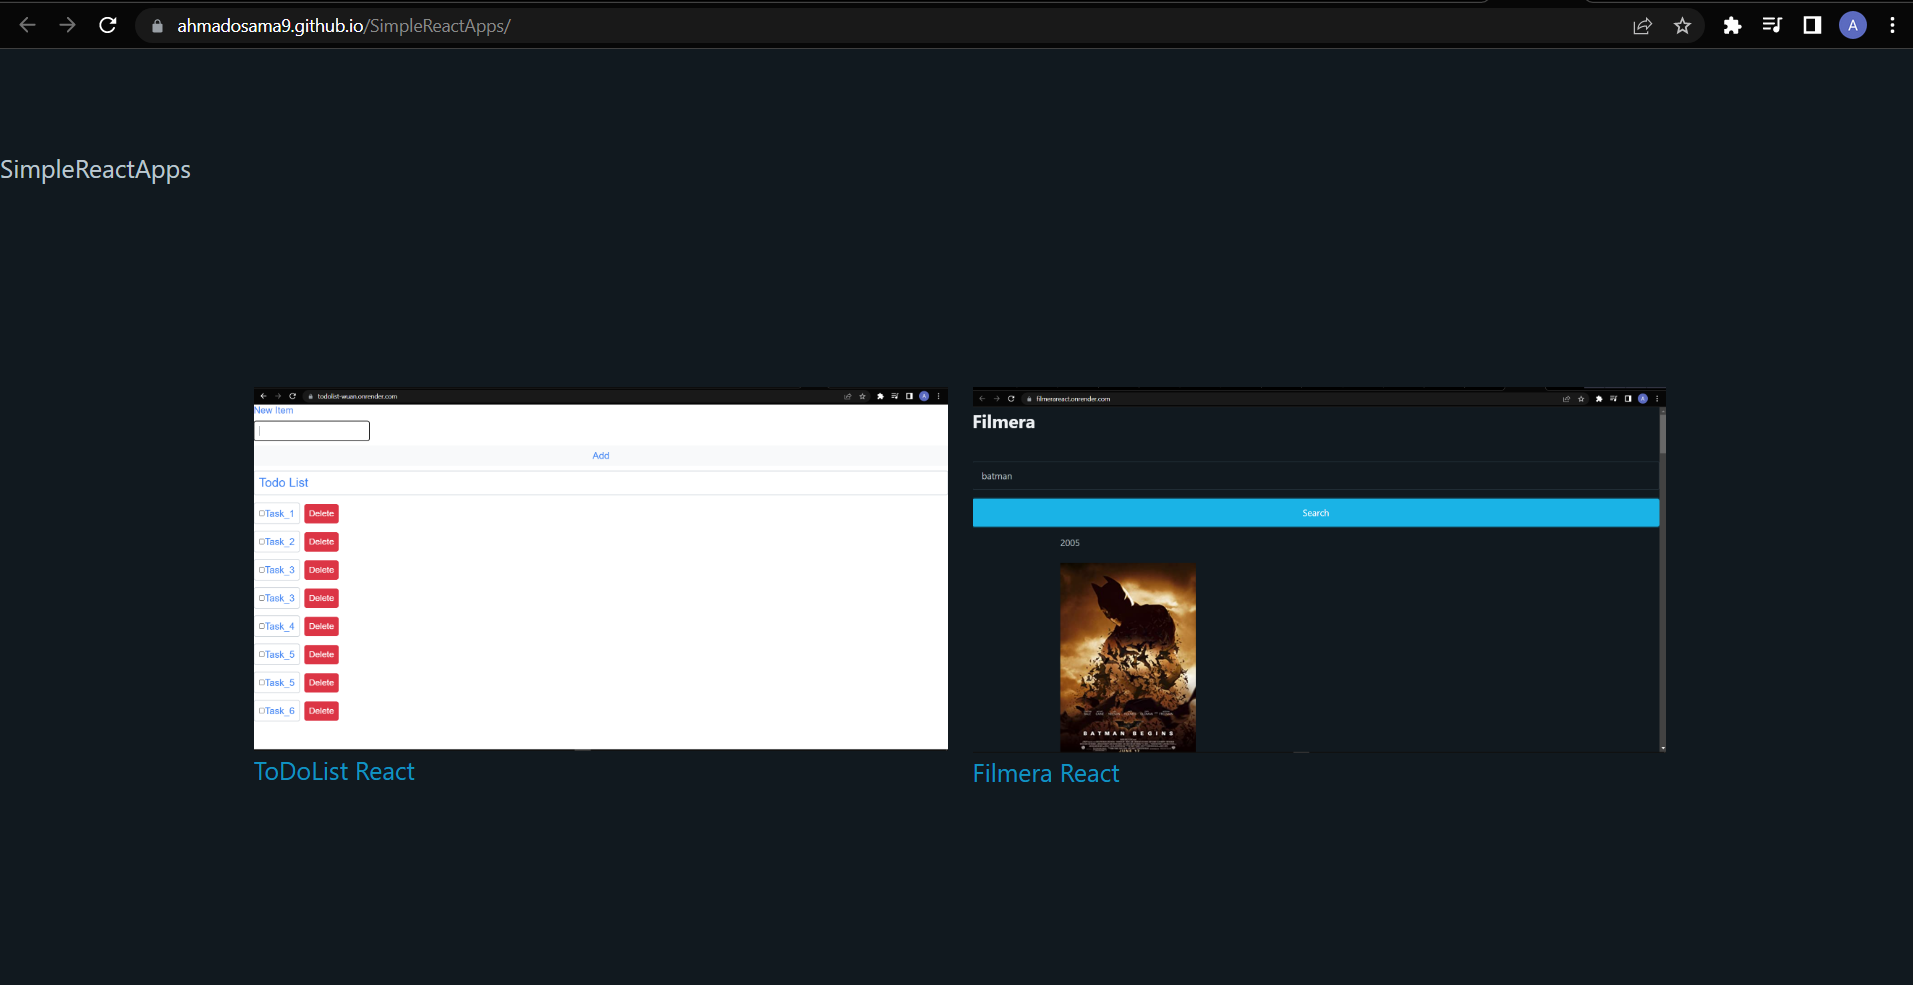 ahmadosama9.github.io/SimpleReactApps/
A
SimpleReactApps
todolist-wuan.onrender.com
New Item
Add
Todo List
Task_1 Delete
Task_2 Delete
Task_3 Delete
Task_3 Delete
Task_4 Delete
Task_5 Delete
Task_5 Delete
Task_6 Delete
ToDoList React
filmerareact.onrender.com
Filmera
batman
Search
2005
BATMAN BEGINS
Filmera React